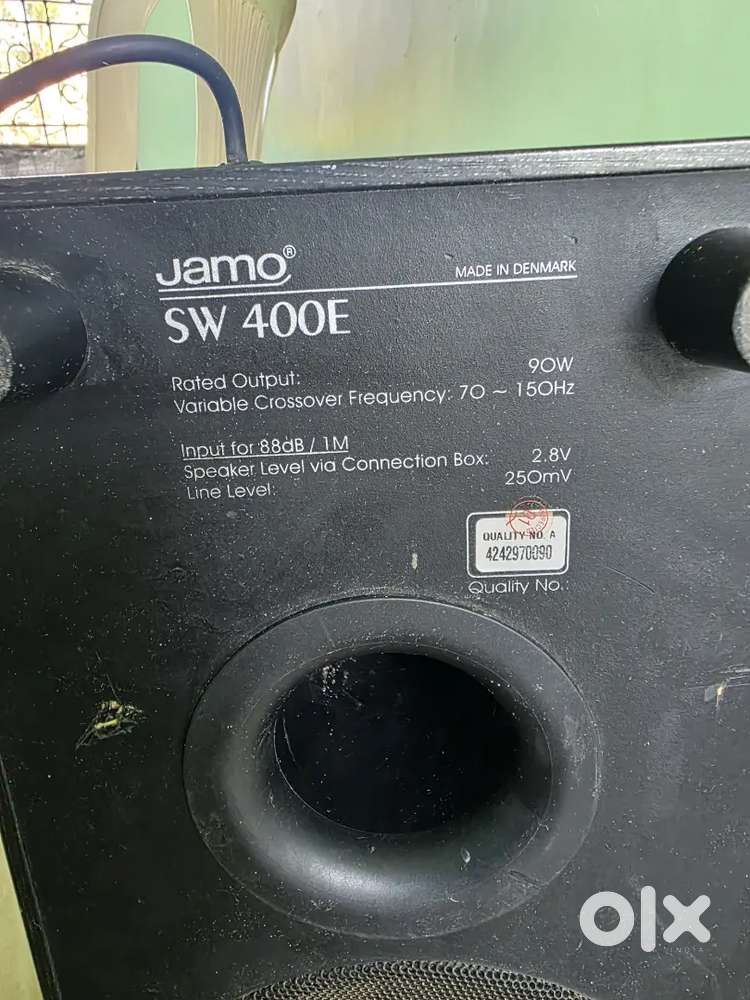 Jamo®
MADE IN DENMARK
SW 400E
Rated Output: 90W
Variable Crossover Frequency: 70 ~ 150Hz
Input for 88dB / 1M
Speaker Level via Connection Box: 2.8V
Line Level: 250mV
QUALITY NO. A
4242970090
Quality No.:
olx
INDIA